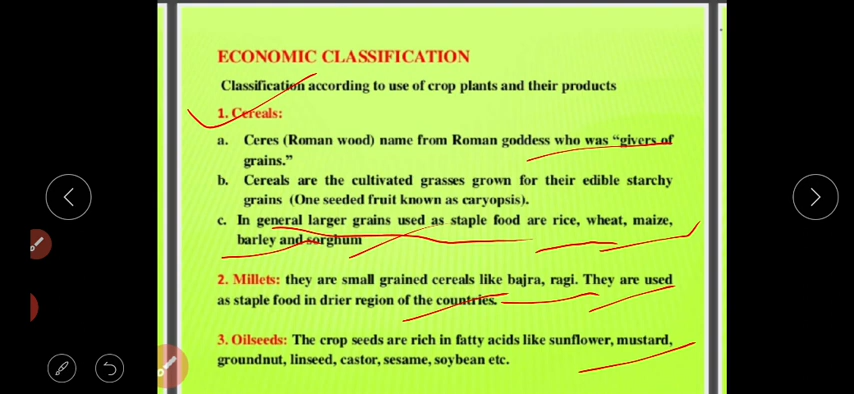 ECONOMIC CLASSIFICATION
Classification according to use of crop plants and their products
1. Cereals:
a. Ceres (Roman wood) name from Roman goddess who was “givers of
grains.”
b. Cereals are the cultivated grasses grown for their edible starchy
grains (One seeded fruit known as caryopsis).
c. In general larger grains used as staple food are rice, wheat, maize,
barley and sorghum
2. Millets: they are small grained cereals like bajra, ragi. They are used
as staple food in drier region of the countries.
3. Oilseeds: The crop seeds are rich in fatty acids like sunflower, mustard,
groundnut, linseed, castor, sesame, soybean etc.